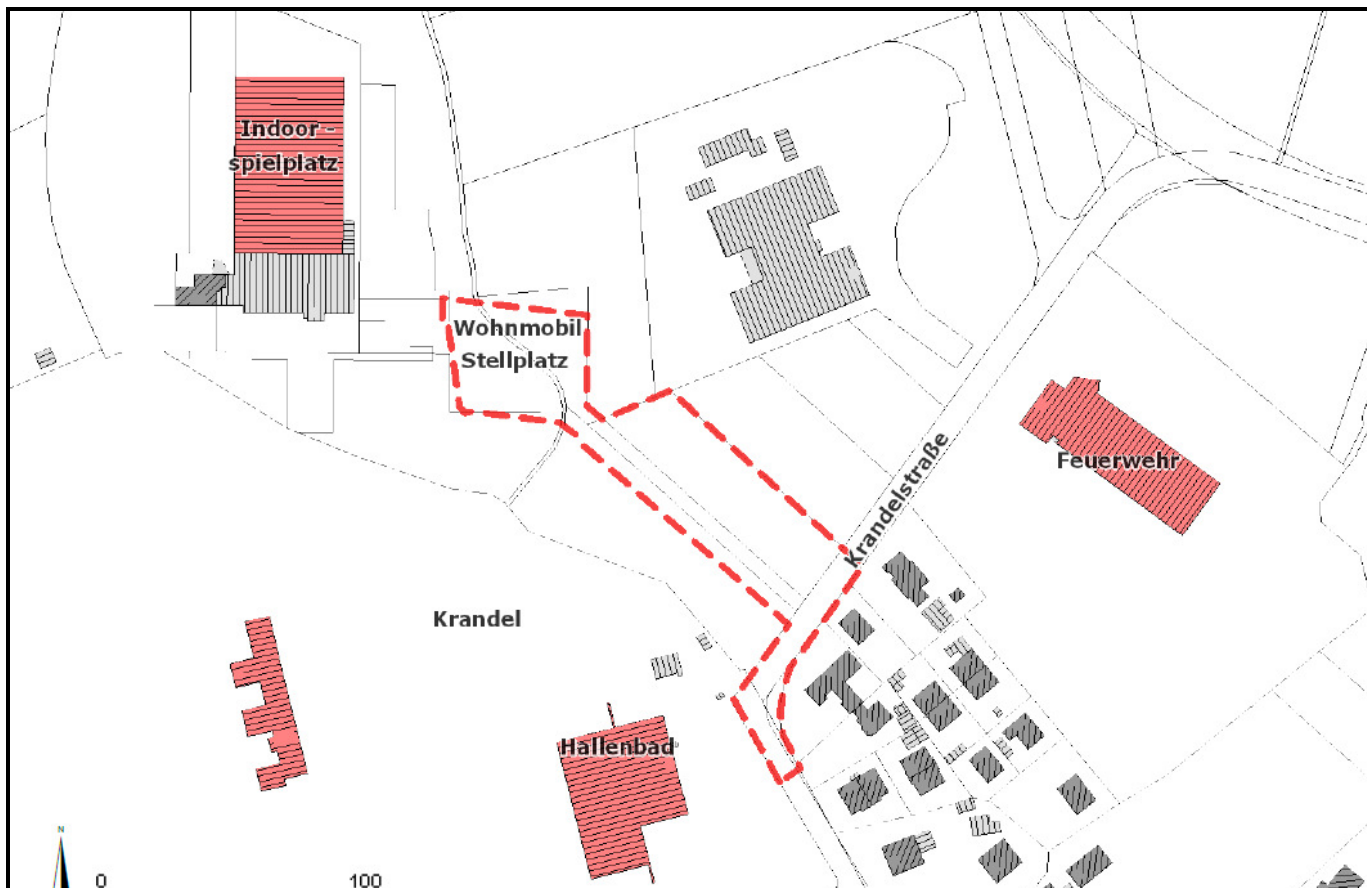 Indoor -
spielplatz
Wohnmobil
Stellplatz
Krandelstraße
Feuerwehr
Krandel
Hallenbad
N
0 100